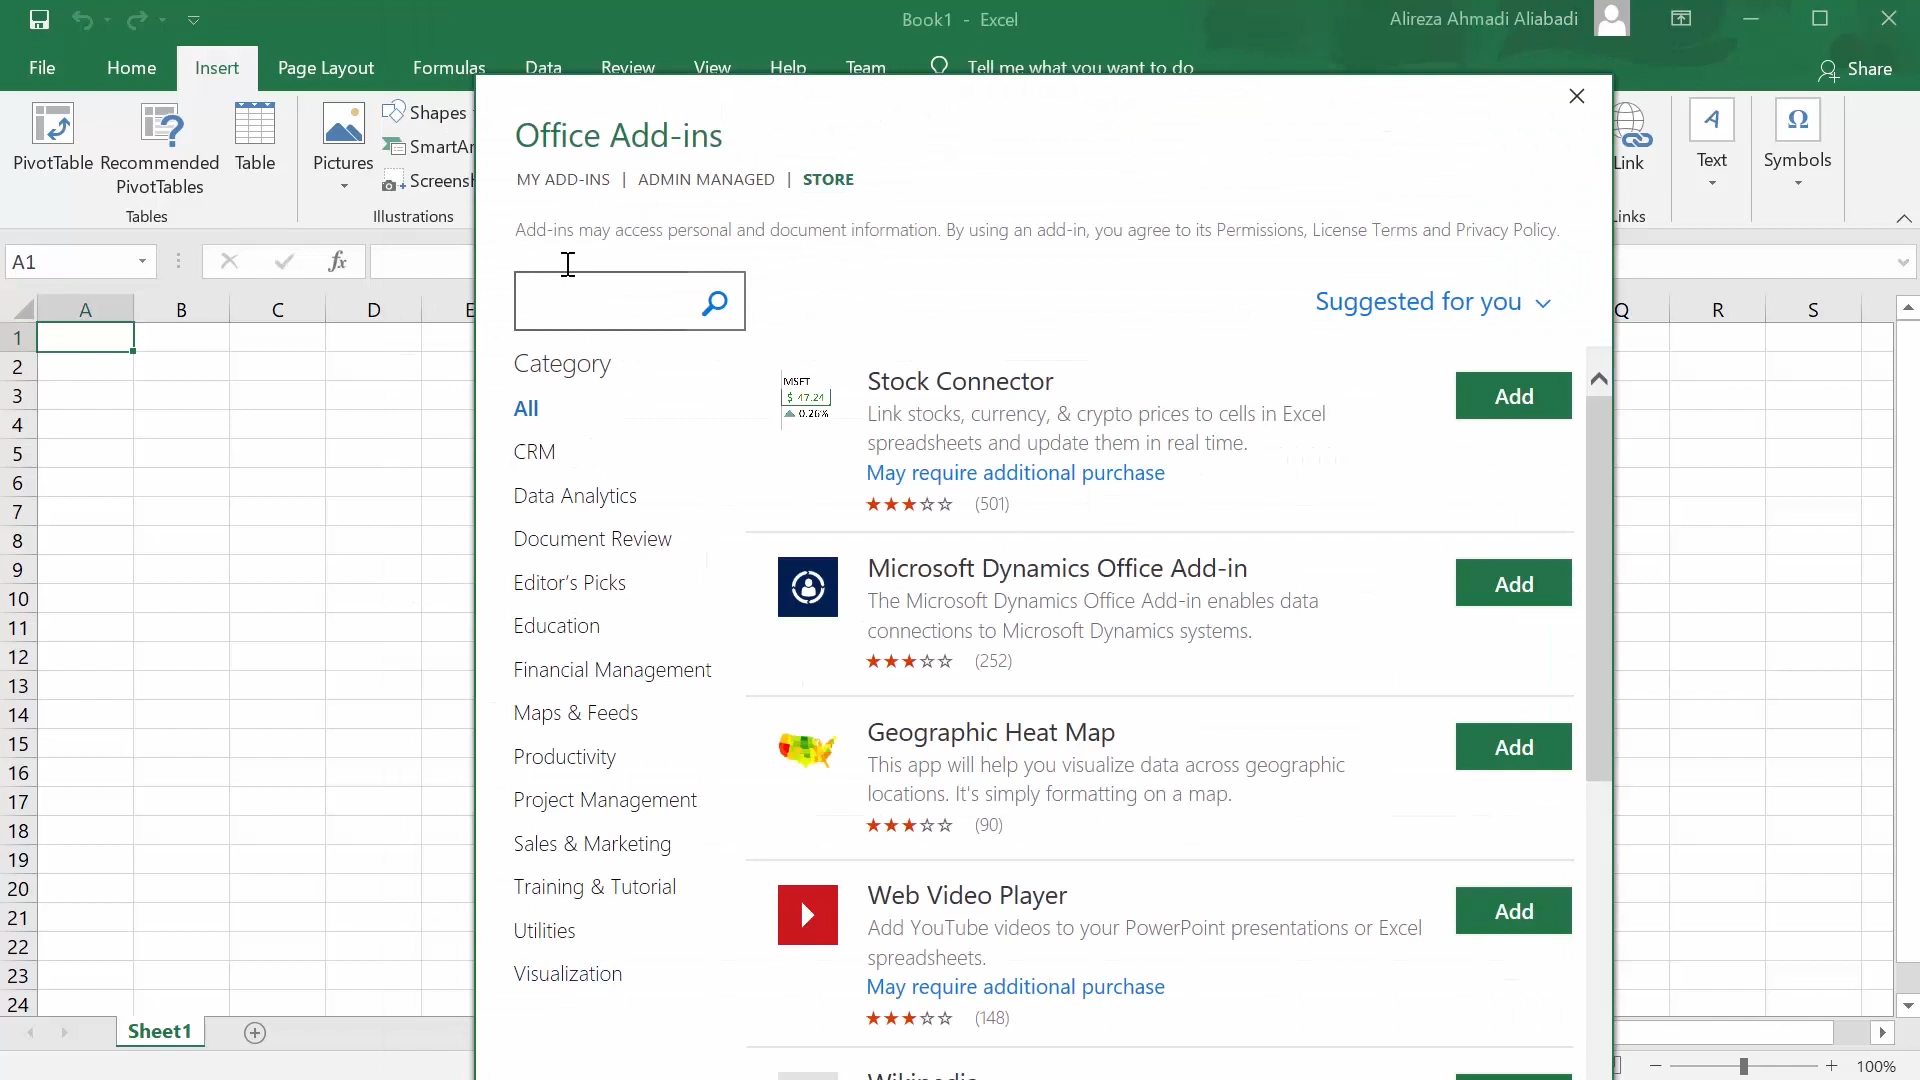 Book1 - Excel
Alireza Ahmadi Aliabadi
File Home Insert Page Layout Formulas Data Review View Help Team Tell me what you want to do Share
PivotTable
Recommended
PivotTables
Table
Tables
Pictures
Shapes
SmartAr
Screensh
Illustrations
Link
Links
Text
Symbols
Office Add-ins
MY ADD-INS | ADMIN MANAGED | STORE
Add-ins may access personal and document information. By using an add-in, you agree to its Permissions, License Terms and Privacy Policy.
A1
fx
Suggested for you
A B C D E Q R S
1
2
3
4
5
6
7
8
9
10
11
12
13
14
15
16
17
18
19
20
21
22
23
24
Category
All
CRM
Data Analytics
Document Review
Editor's Picks
Education
Financial Management
Maps & Feeds
Productivity
Project Management
Sales & Marketing
Training & Tutorial
Utilities
Visualization
MSFT
$ 47.24
0.26%
Stock Connector
Link stocks, currency, & crypto prices to cells in Excel
spreadsheets and update them in real time.
May require additional purchase
(501)
Add
Microsoft Dynamics Office Add-in
The Microsoft Dynamics Office Add-in enables data
connections to Microsoft Dynamics systems.
(252)
Add
Geographic Heat Map
This app will help you visualize data across geographic
locations. It's simply formatting on a map.
(90)
Add
Web Video Player
Add YouTube videos to your PowerPoint presentations or Excel
spreadsheets.
May require additional purchase
(148)
Add
Wikipedia
Sheet1
100%